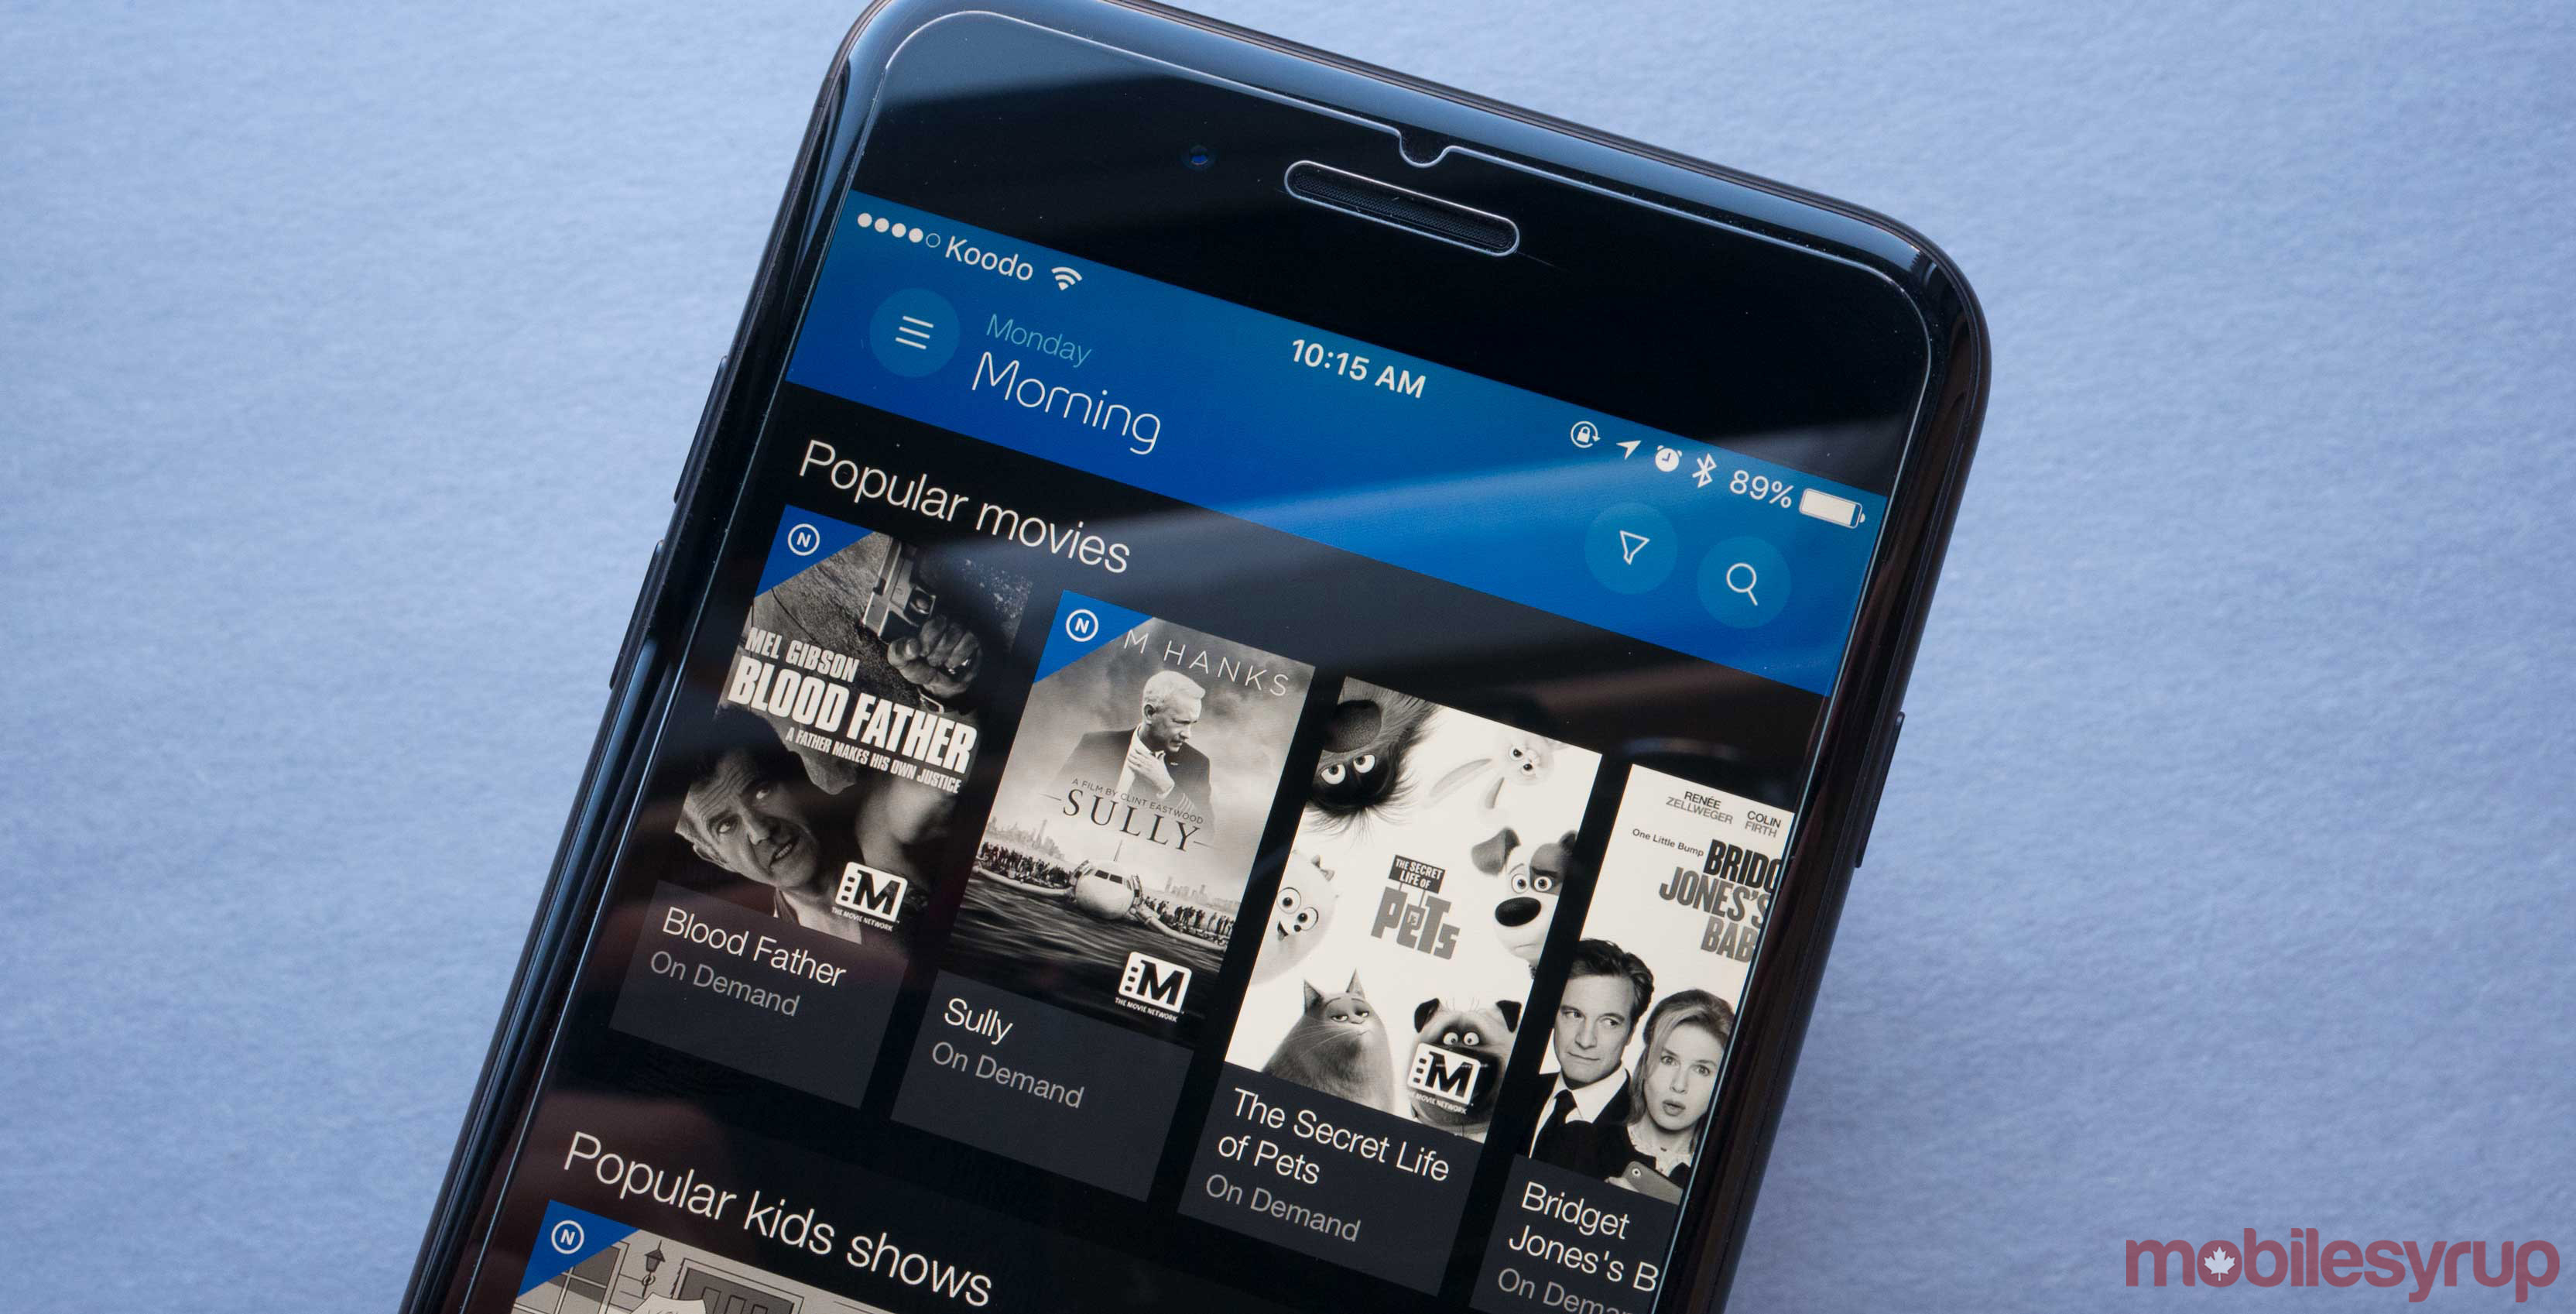 Koodo
10:15 AM
89%
Monday
Morning
Popular movies
N
MEL GIBSON
BLOOD FATHER
A FATHER MAKES HIS OWN JUSTICE
M
THE MOVIE NETWORK
Blood Father
On Demand
N
M HANKS
A FILM BY CLINT EASTWOOD
SULLY
M
THE MOVIE NETWORK
Sully
On Demand
THE SECRET
LIFE OF
PETS
M
MOVIE NETWORK
The Secret Life
of Pets
On Demand
RENÉE
ZELLWEGER
COLIN
FIRTH
One Little Bump
BRIDG
JONES'S
BAB
Bridget
Jones's B
On Dema
Popular kids shows
N
mobilesyrup